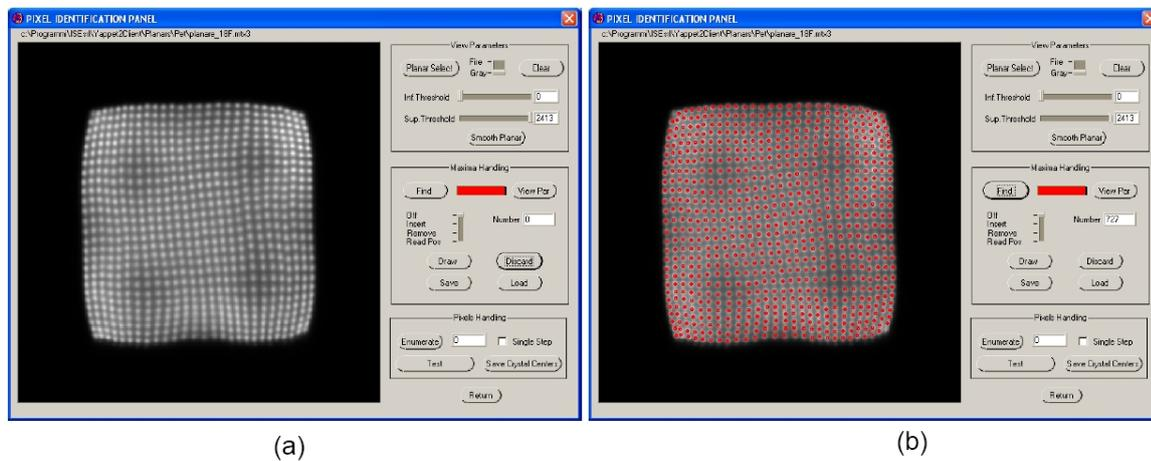 PIXEL IDENTIFICATION PANEL
c:\Programmi\ISEwl\Yappet2Client\Planars\Pet\planare_18F.mtx3
View Parameters
Planar Select Fire Gray Clear
Inf.Threshold 0
Sup.Threshold 2413
Smooth Planar
Maxima Handling
Find View Par
Off
Insert
Remove
Read Pos
Number 0
Draw Discard
Save Load
Pixels Handling
Enumerate 0 Single Step
Test Save Crystal Centers
Return
(a)
PIXEL IDENTIFICATION PANEL
c:\Programmi\ISEwl\Yappet2Client\Planars\Pet\planare_18F.mtx3
View Parameters
Planar Select Fire Gray Clear
Inf.Threshold 0
Sup.Threshold 2413
Smooth Planar
Maxima Handling
Find View Par
Off
Insert
Remove
Read Pos
Number 727
Draw Discard
Save Load
Pixels Handling
Enumerate 0 Single Step
Test Save Crystal Centers
Return
(b)